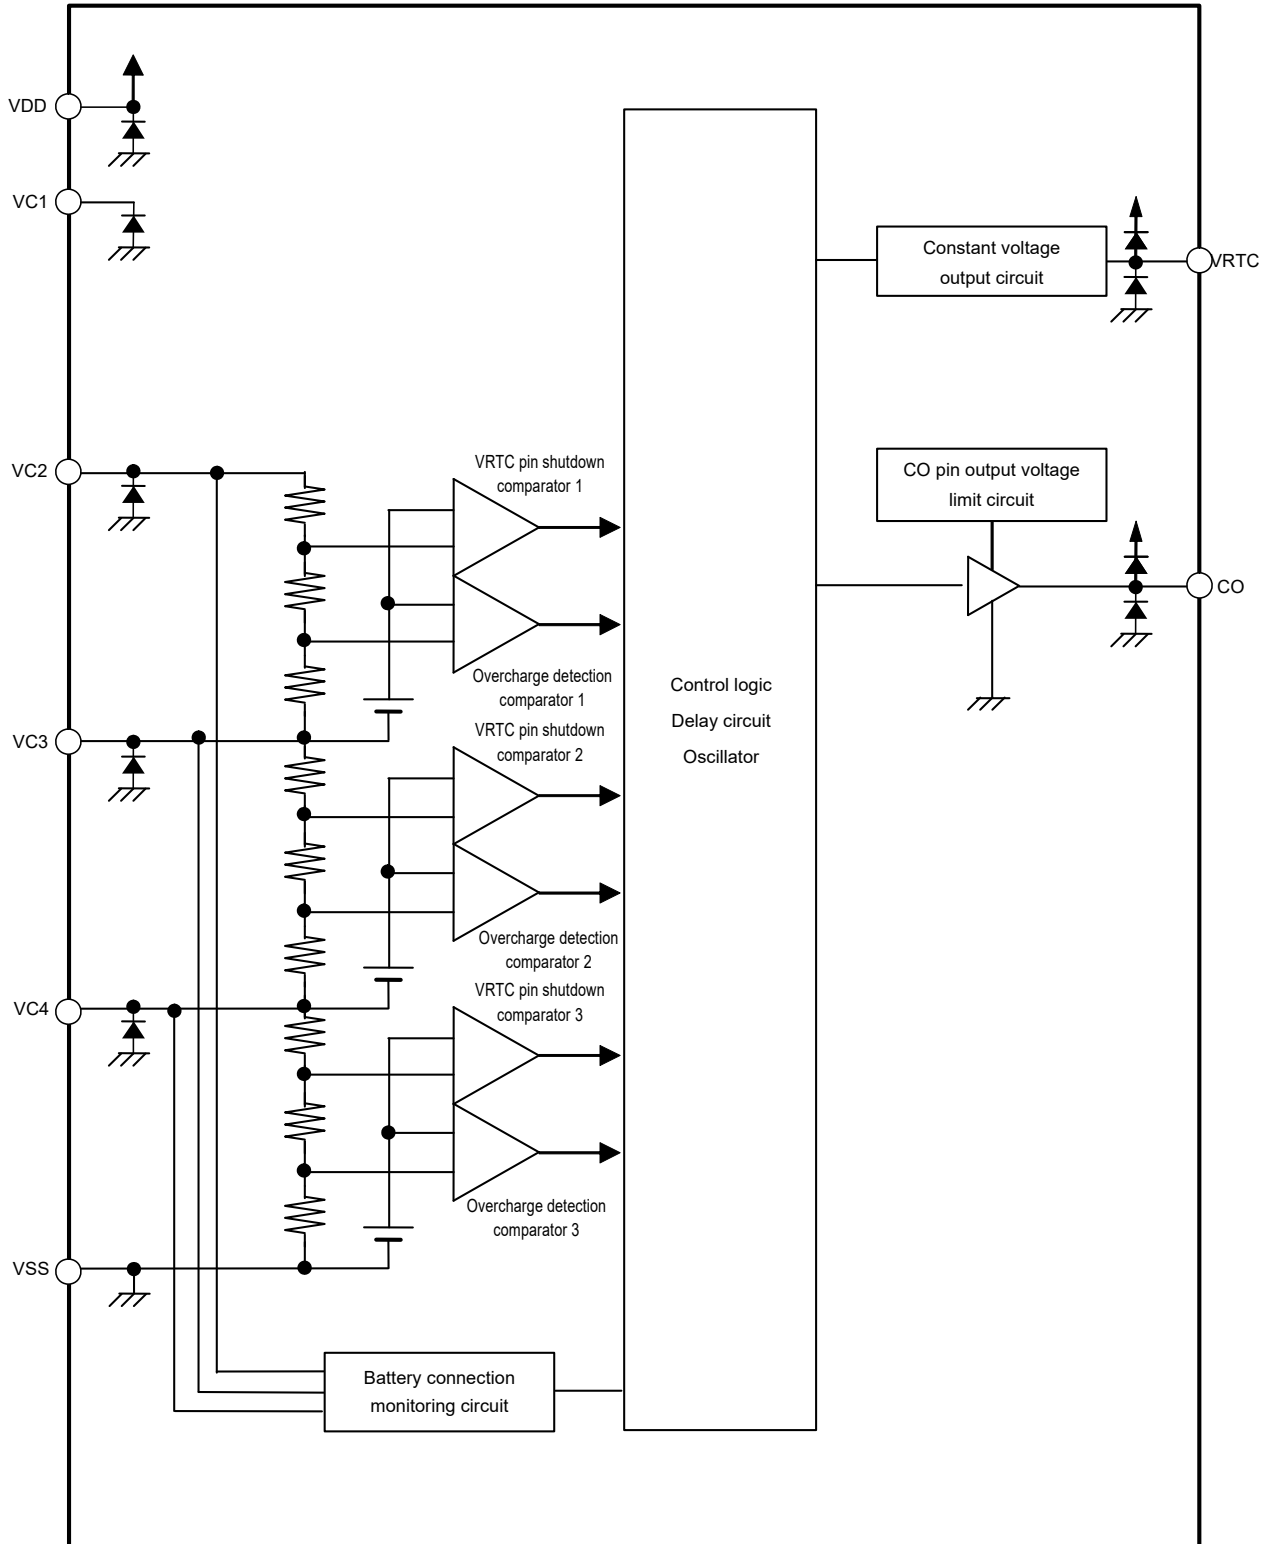 VDD
VC1
Constant voltage
output circuit
VRTC
VC2
VRTC pin shutdown
comparator 1
CO pin output voltage
limit circuit
CO
Overcharge detection
comparator 1
Control logic
Delay circuit
Oscillator
VC3
VRTC pin shutdown
comparator 2
Overcharge detection
comparator 2
VC4
VRTC pin shutdown
comparator 3
Overcharge detection
comparator 3
VSS
Battery connection
monitoring circuit